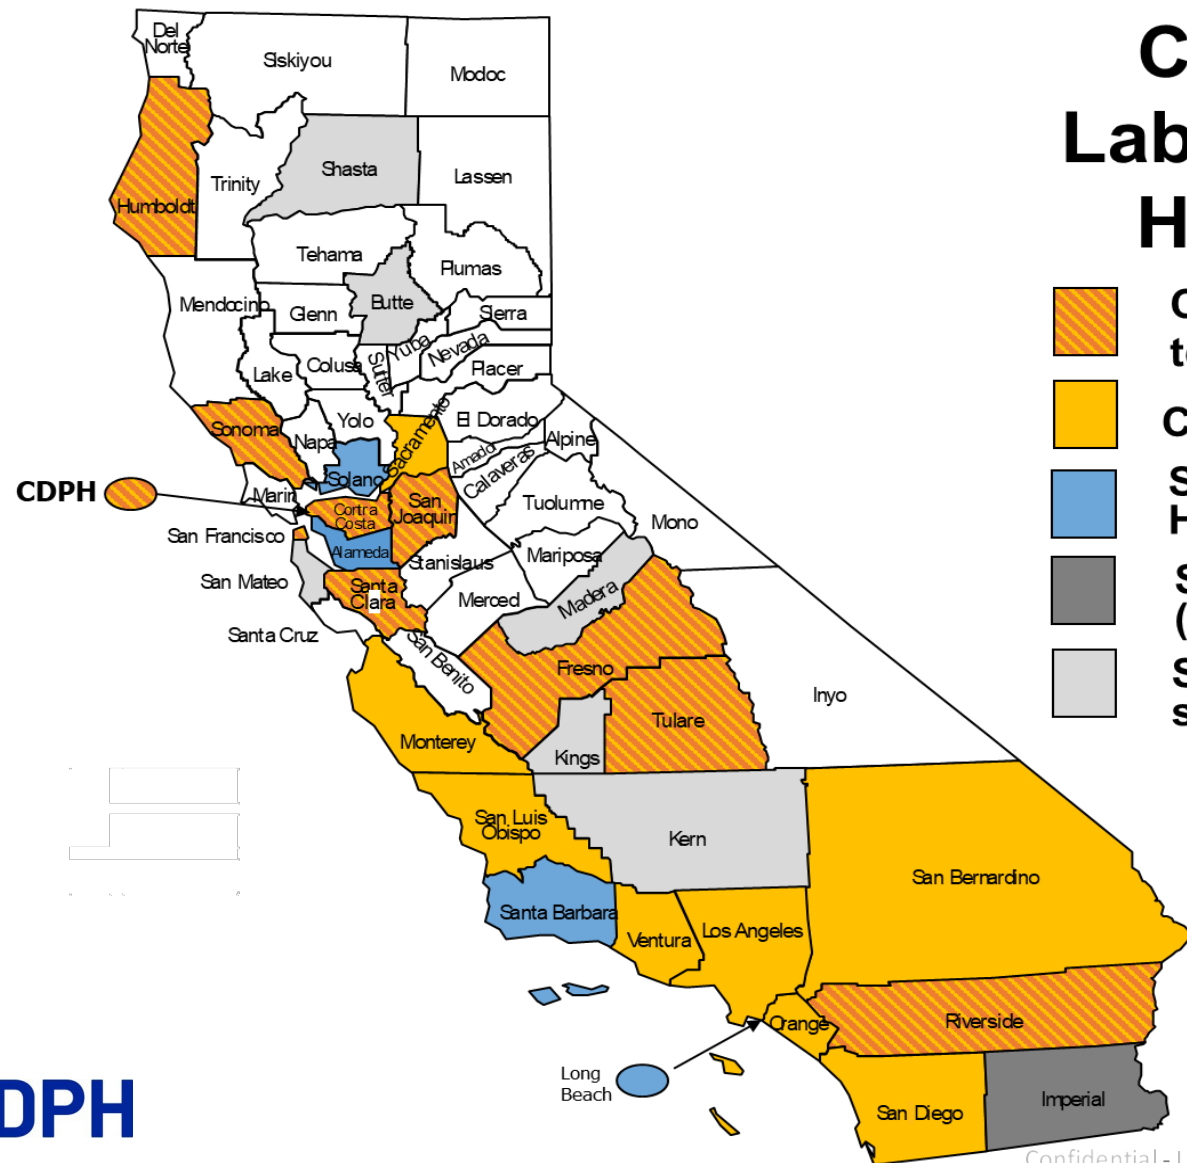 C
Lab
H
C
to
C
S
H
S
(
S
s
Del
Norte
Siskiyou
Modoc
Humboldt
Trinity
Shasta
Lassen
Tehama
Plumas
Mendocino
Glenn
Butte
Sierra
Lake
Colusa
Sutter
Yuba
Nevada
Placer
Sonoma
Napa
Yolo
Sacramento
El Dorado
Alpine
Amador
Calaveras
Solano
CDPH
Marin
Contra
Costa
San
Joaquin
Tuolumne
Mono
San Francisco
Alameda
Stanislaus
Mariposa
San Mateo
Santa
Clara
Merced
Madera
Santa Cruz
San Benito
Fresno
Inyo
Tulare
Monterey
Kings
San Luis
Obispo
Kern
San Bernardino
Santa Barbara
Ventura
Los Angeles
Orange
Riverside
Long
Beach
San Diego
Imperial
DPH
Confidential - L